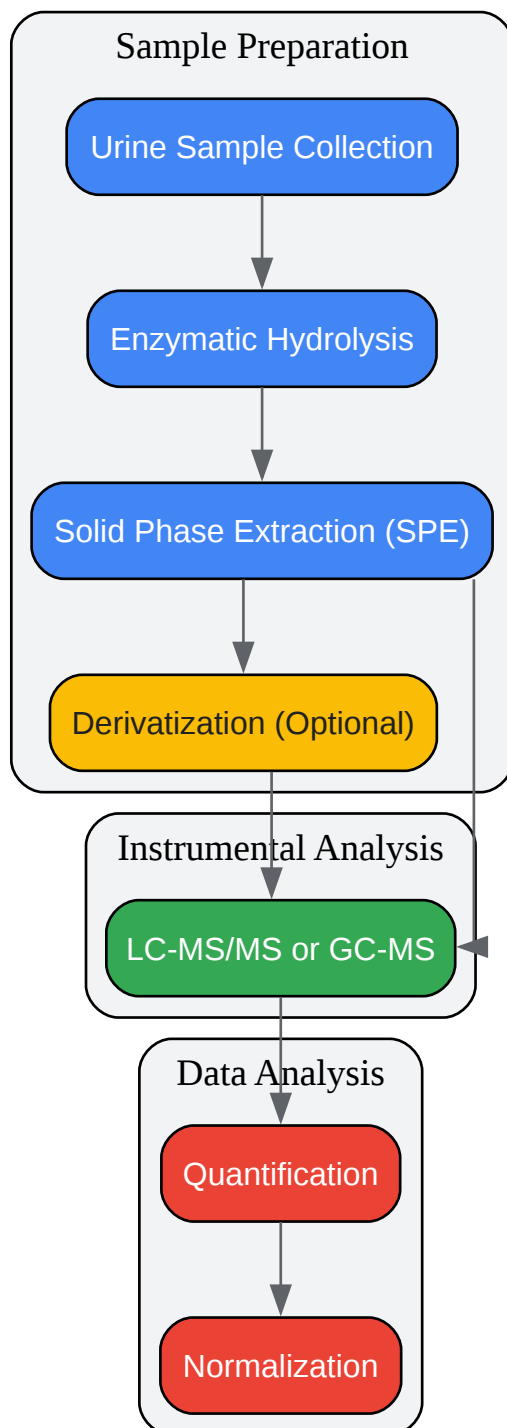 Sample Preparation
Urine Sample Collection
Enzymatic Hydrolysis
Solid Phase Extraction (SPE)
Derivatization (Optional)
Instrumental Analysis
LC-MS/MS or GC-MS
Data Analysis
Quantification
Normalization